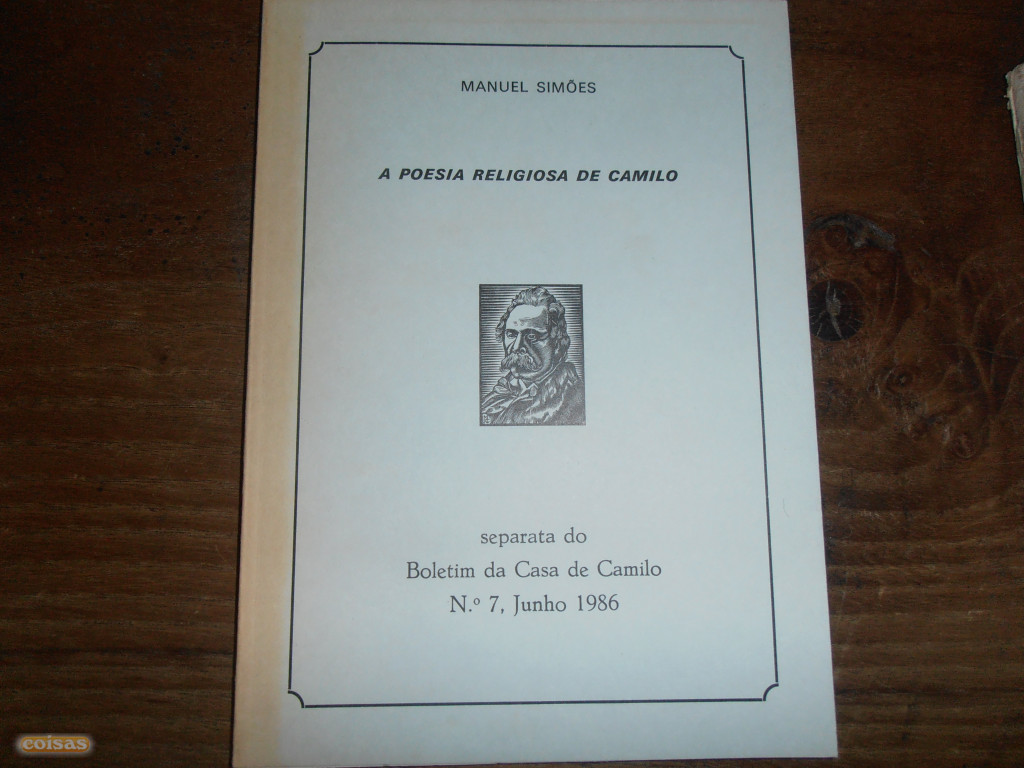 MANUEL SIMÕES
A POESIA RELIGIOSA DE CAMILO
separata do
Boletim da Casa de Camilo
N.º 7, Junho 1986
coisas